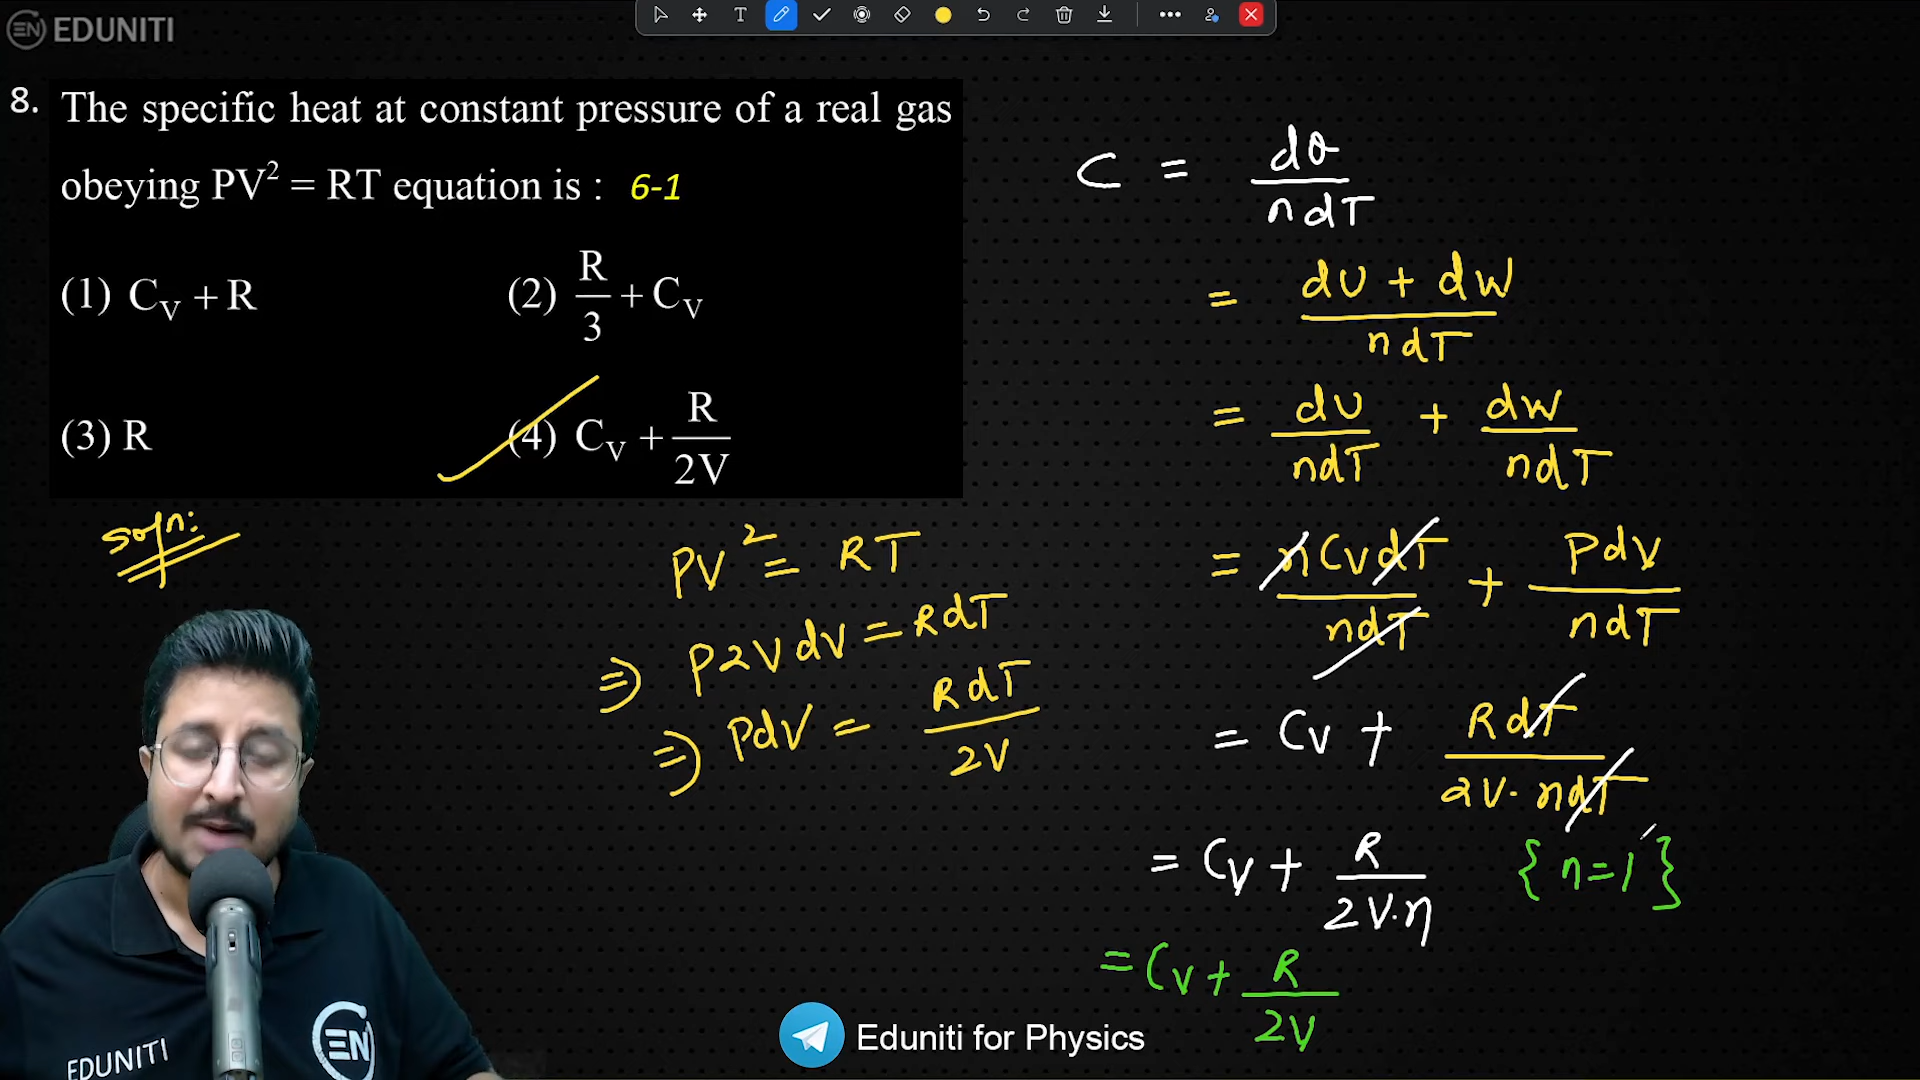 EN EDUNITI
8. The specific heat at constant pressure of a real gas
obeying PV² = RT equation is : 6-1
(1) C_V + R
(2) R/3 + C_V
(3) R
(4) C_V + R/2V
Soln:
PV² = RT
⇒ P2VdV = RdT
⇒ PdV = RdT/2V
C = dQ/ndT
= dU + dW/ndT
= dU/ndT + dW/ndT
= nCvdT/ndT + PdV/ndT
= Cv + RdT/2V·ndT
= Cv + R/2V·n {n=1}
= Cv + R/2V
EDUNITI
EN
Eduniti for Physics